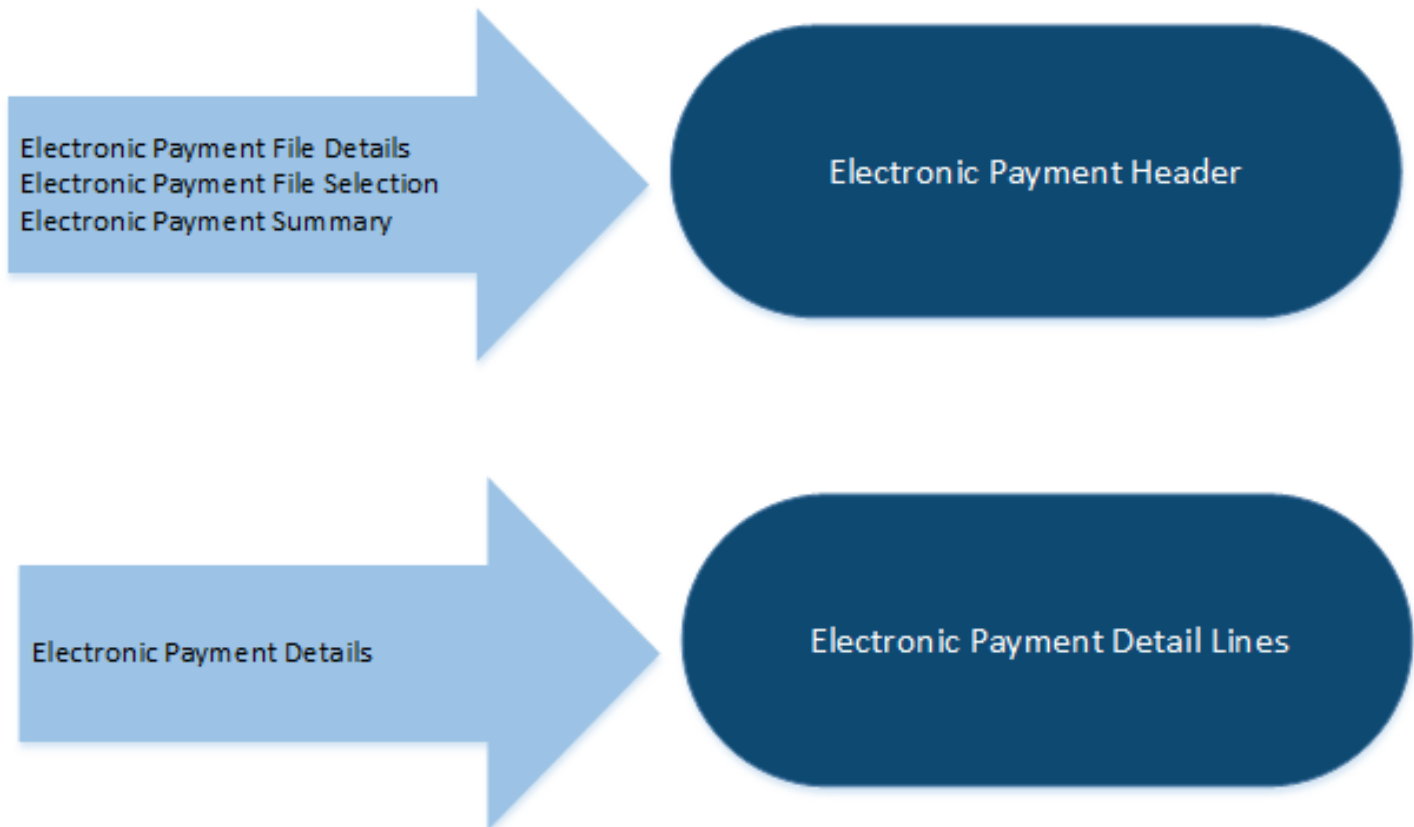 Electronic Payment File Details
Electronic Payment File Selection
Electronic Payment Summary
Electronic Payment Header
Electronic Payment Details
Electronic Payment Detail Lines